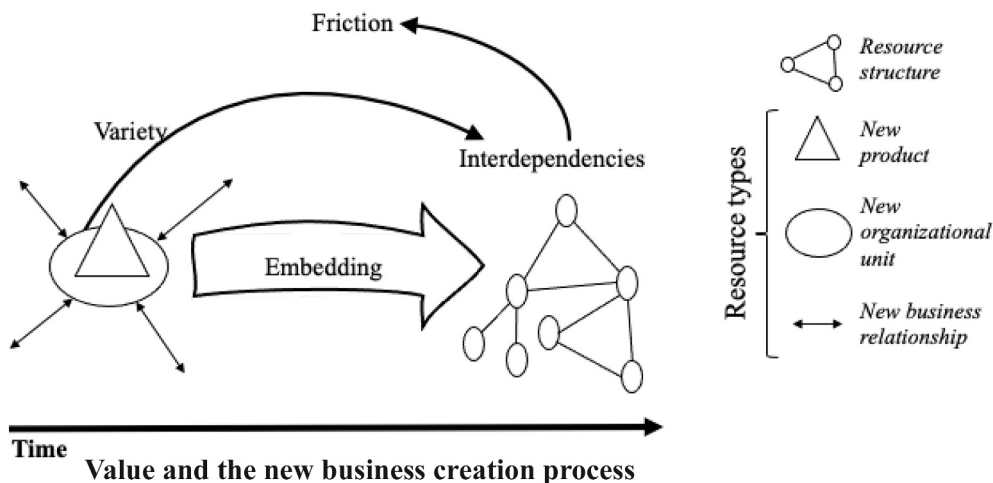 Friction
Variety
Interdependencies
Embedding
Time
Value and the new business creation process
Resource
structure
Resource types
New
product
New
organizational
unit
New business
relationship